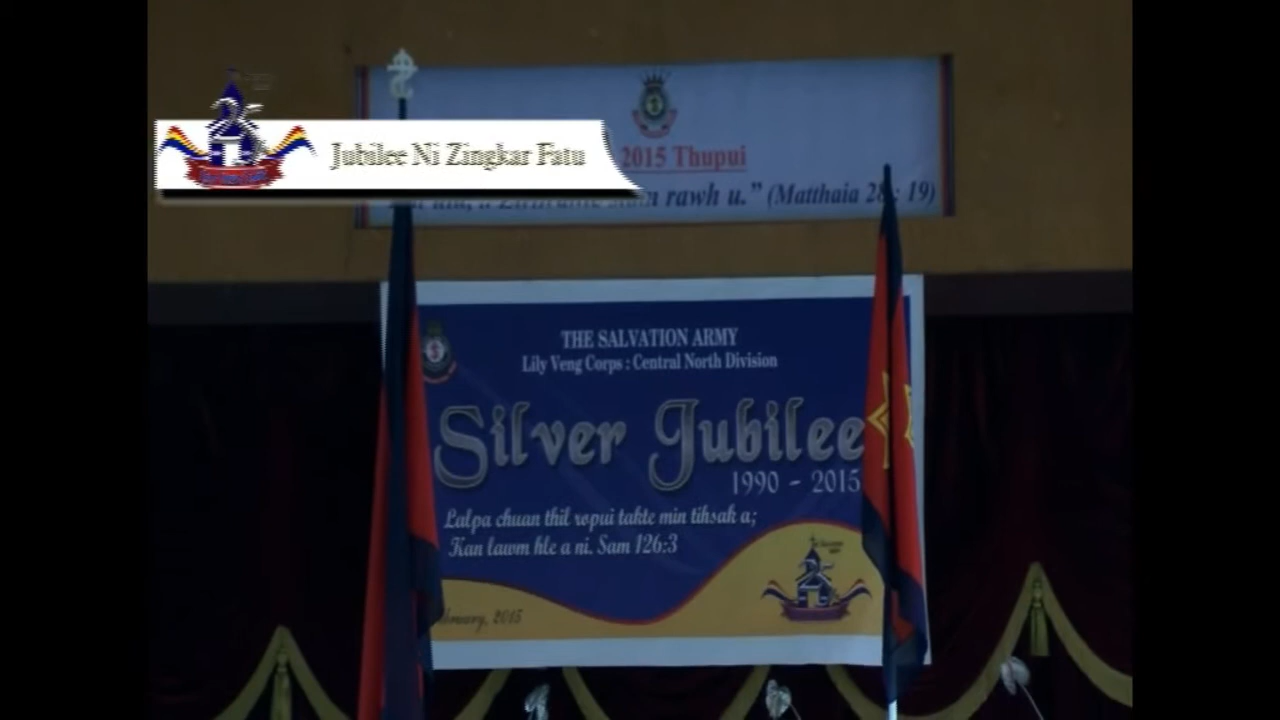 Jubilee Ni Zingkar Fatu
2015 Thupui
rawh u.” (Matthaia 28 : 19)
THE SALVATION ARMY
Lily Veng Corps : Central North Division
Silver Jubilee
1990 - 2015
Lalpa chuan thil ropui takte min tihsak a;
Kan lawm hle a ni. Sam 126:3
2015